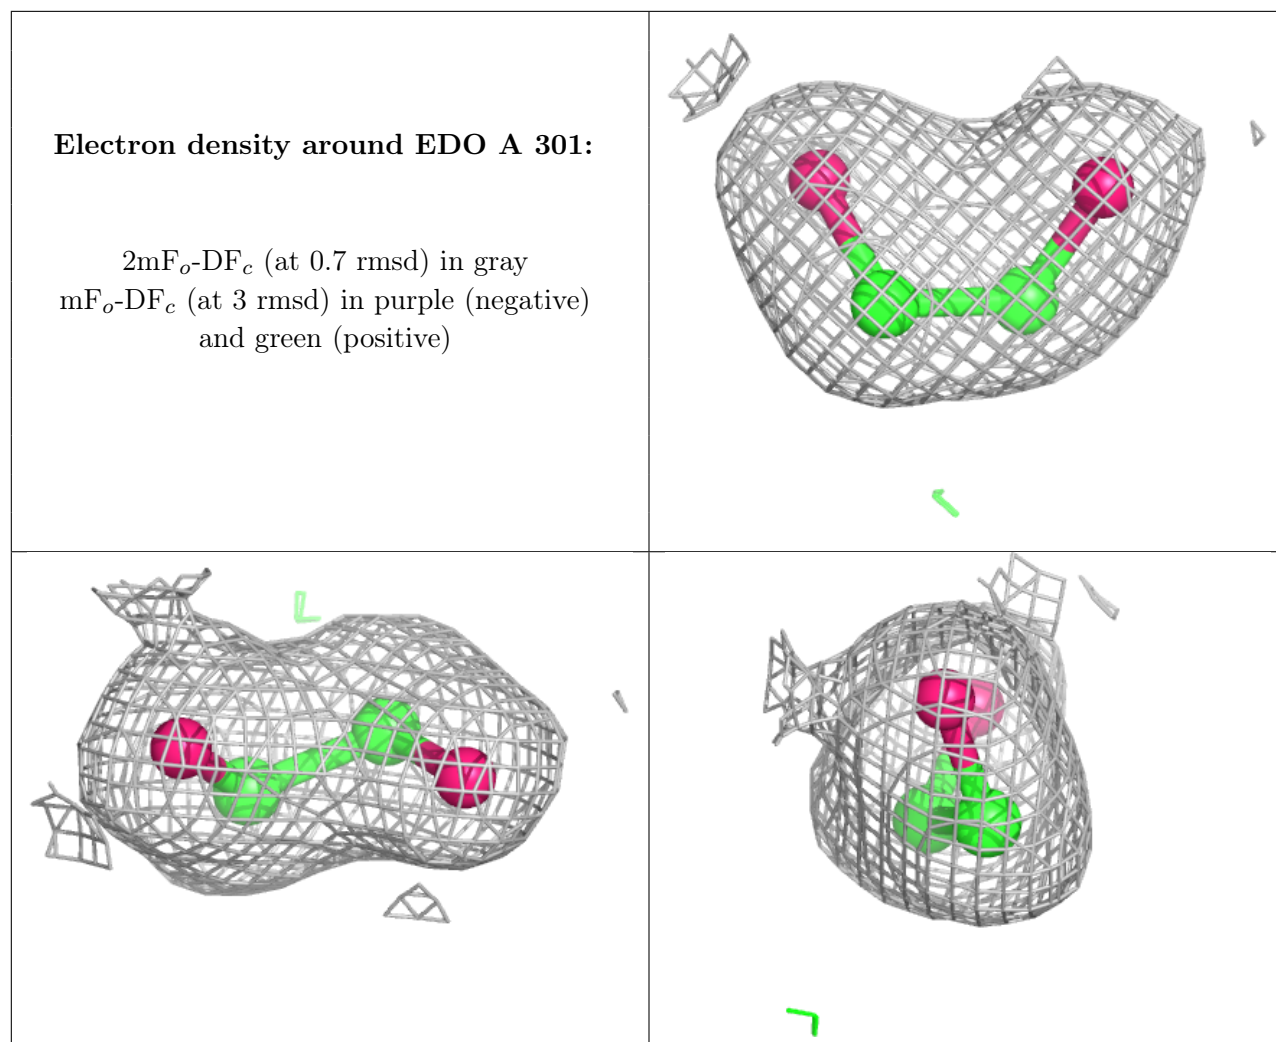 Electron density around EDO A 301:
2mFₒ-DF𝒸 (at 0.7 rmsd) in gray
mFₒ-DF𝒸 (at 3 rmsd) in purple (negative)
and green (positive)